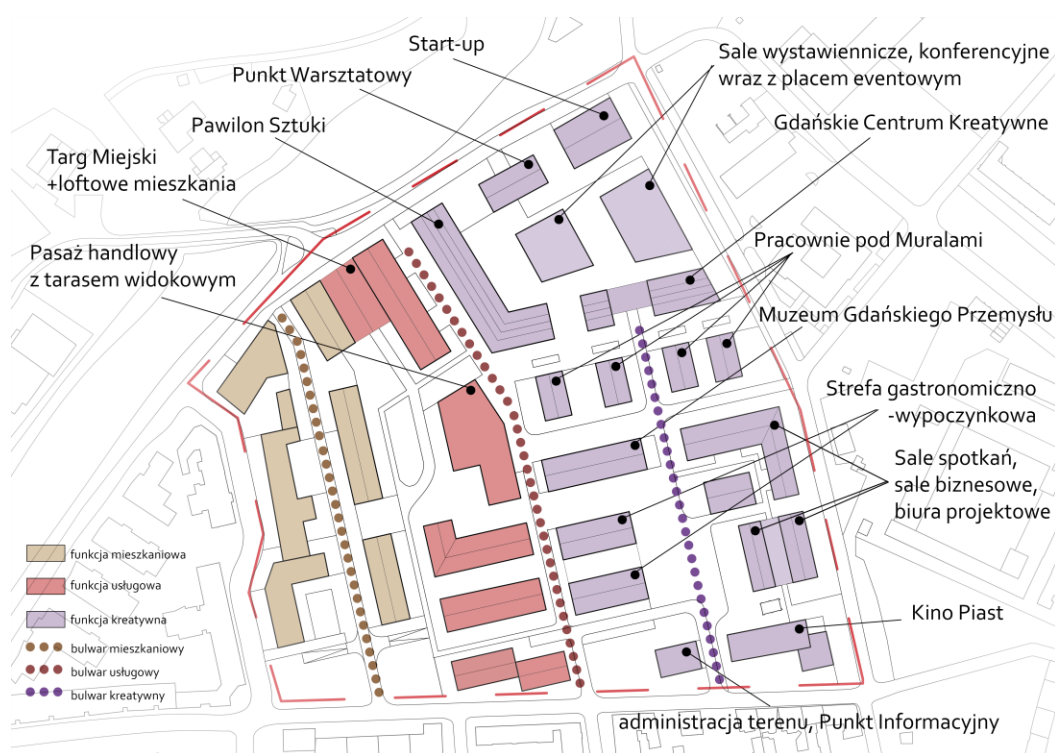 Start-up
Punkt Warsztatowy
Pawilon Sztuki
Targ Miejski
+loftowe mieszkania
Pasaż handlowy
z tarasem widokowym
Sale wystawiennicze, konferencyjne
wraz z placem eventowym
Gdańskie Centrum Kreatywne
Pracownie pod Muralami
Muzeum Gdańskiego Przemysłu
Strefa gastronomiczno
-wypoczynkowa
Sale spotkań,
sale biznesowe,
biura projektowe
Kino Piast
administracja terenu, Punkt Informacyjny
funkcja mieszkaniowa
funkcja usługowa
funkcja kreatywna
bulwar mieszkaniowy
bulwar usługowy
bulwar kreatywny